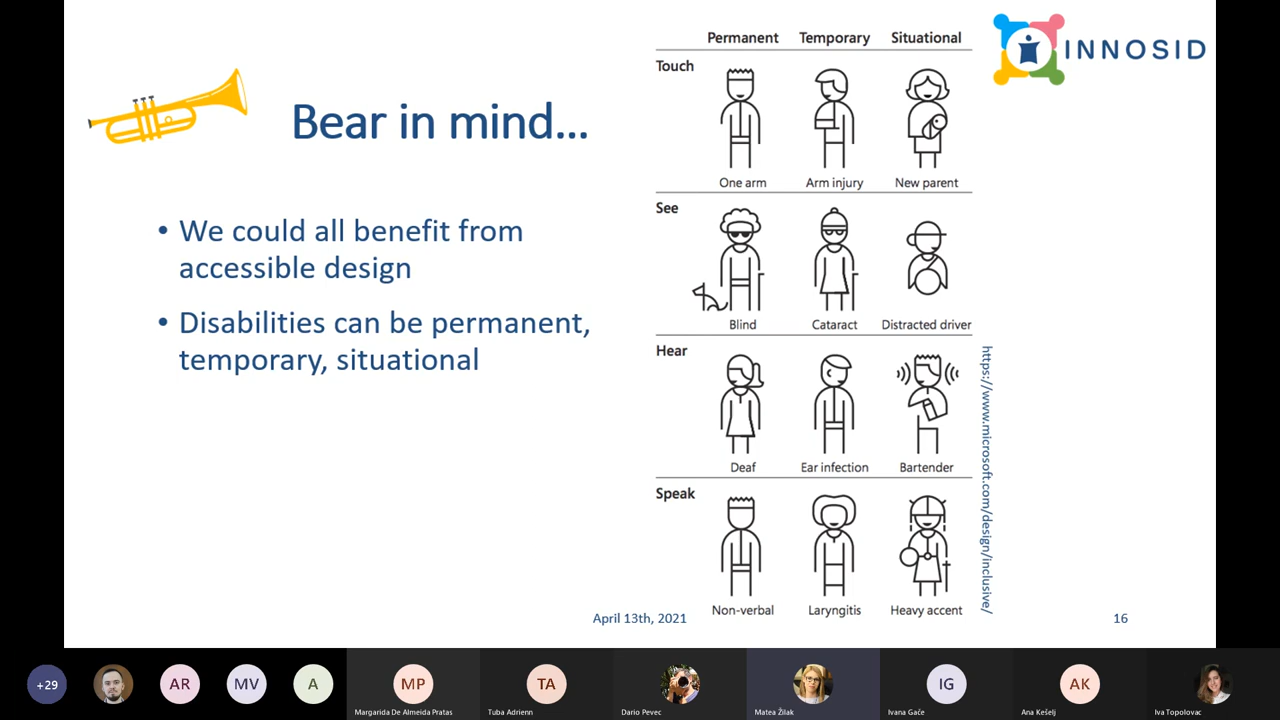 Bear in mind...
• We could all benefit from
accessible design
• Disabilities can be permanent,
temporary, situational
Permanent Temporary Situational
Touch
One arm Arm injury New parent
See
Blind Cataract Distracted driver
Hear
Deaf Ear infection Bartender
Speak
Non-verbal Laryngitis Heavy accent
https://www.microsoft.com/design/inclusive/
INNOSID
April 13th, 2021
16
+29 AR MV A MP TA IG AK
Margarida De Almeida Pratas Tuba Adrienn Dario Pevec Matea Žilak Ivana Gaće Ana Kešelj Iva Topolovac